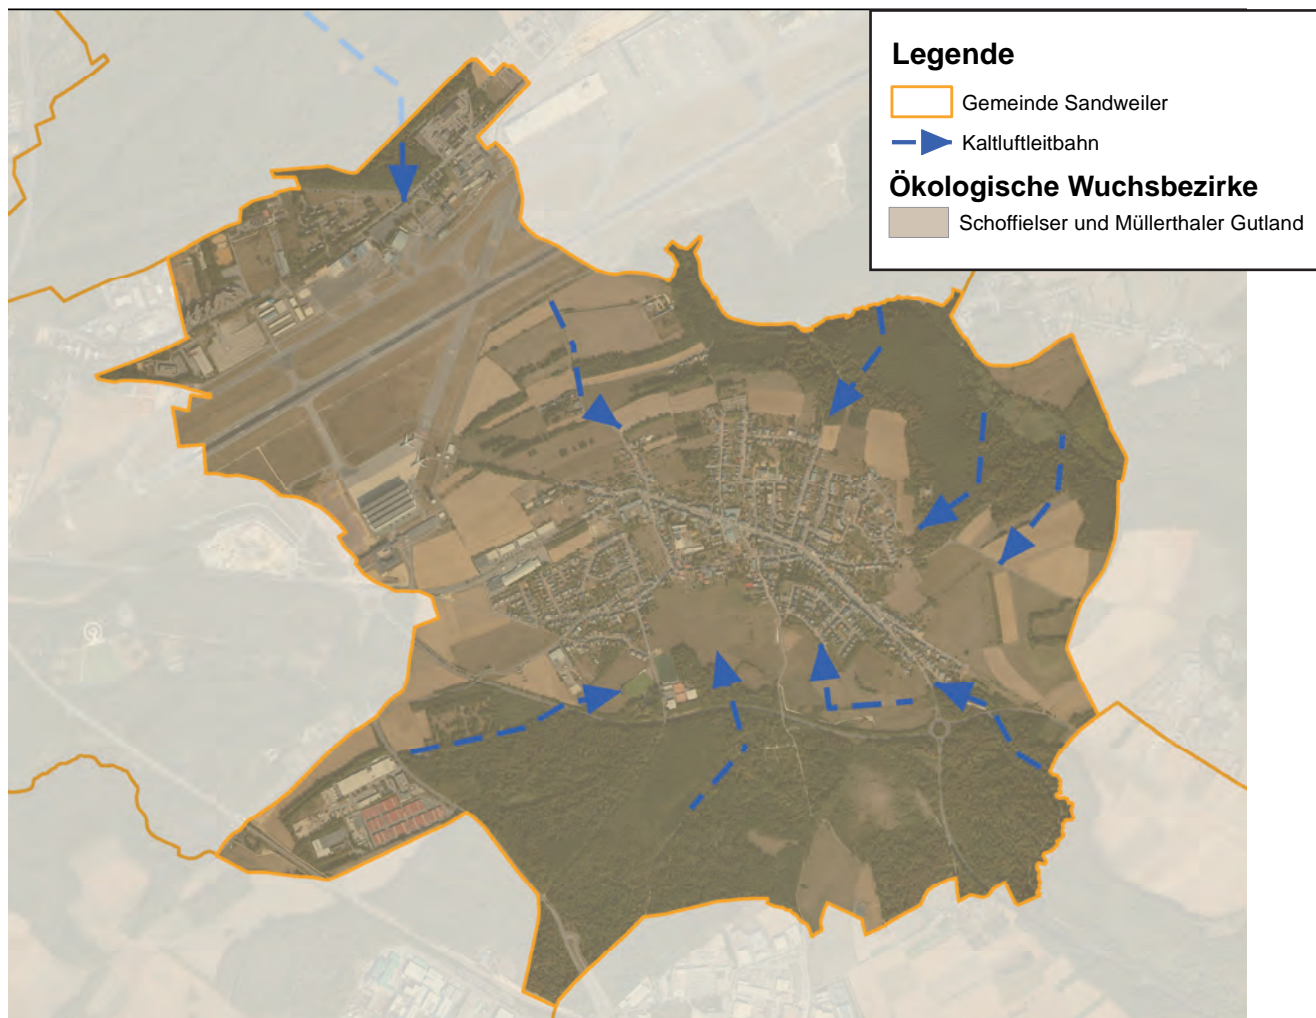 Legende
Gemeinde Sandweiler
Kaltluftleitbahn
Ökologische Wuchsbezirke
Schoffielser und Müllerthaler Gutland